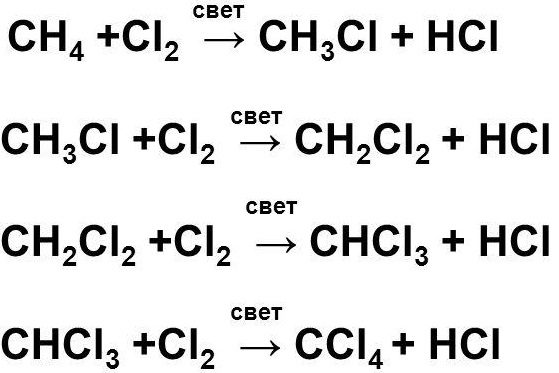 свет
CH₄ +Cl₂ → CH₃Cl + HCl
свет
CH₃Cl +Cl₂ → CH₂Cl₂ + HCl
свет
CH₂Cl₂ +Cl₂ → CHCl₃ + HCl
свет
CHCl₃ +Cl₂ → CCl₄ + HCl